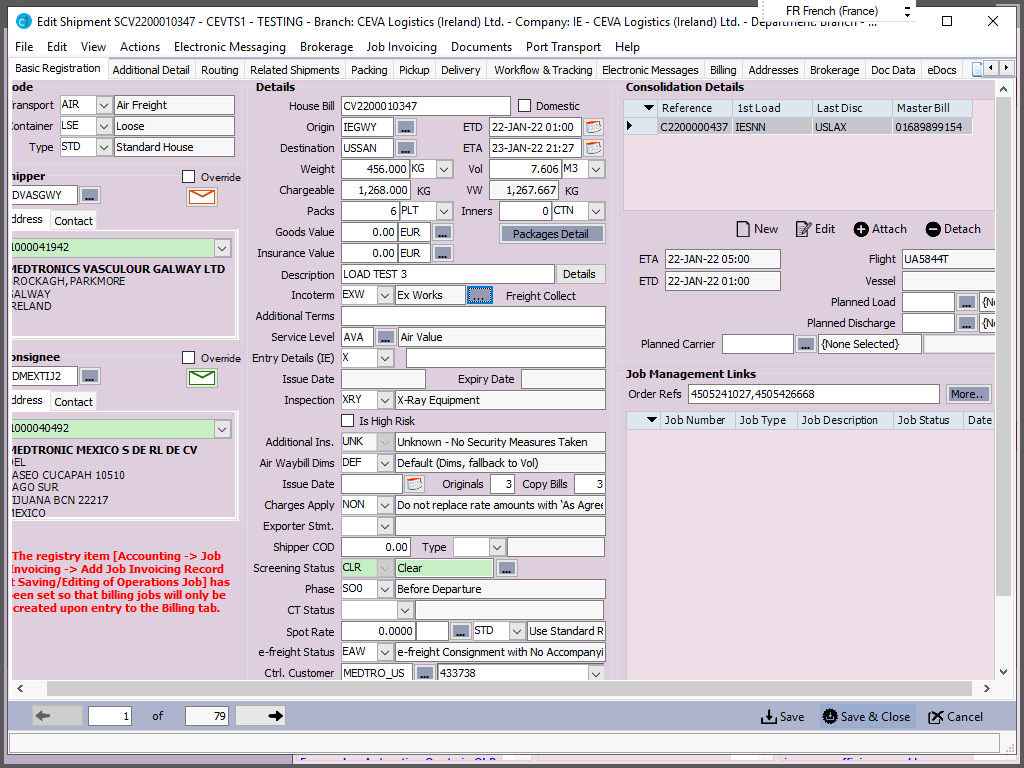 FR French (France)
Edit Shipment SCV2200010347 - CEVTS1 - TESTING - Branch: CEVA Logistics (Ireland) Ltd. - Company: IE - CEVA Logistics (Ireland) Ltd. - Department: Branch - ...
File Edit View Actions Electronic Messaging Brokerage Job Invoicing Documents Port Transport Help
Basic Registration Additional Detail Routing Related Shipments Packing Pickup Delivery Workflow & Tracking Electronic Messages Billing Addresses Brokerage Doc Data eDocs
ode
ransport AIR Air Freight
ontainer LSE Loose
Type STD Standard House
hipper
Override
DVASGWY ...
ddress Contact
1000041942
MEDTRONICS VASCULOUR GALWAY LTD
BROCKAGH, PARKMORE
GALWAY
IRELAND
onsignee
Override
DMEXTIJ2 ...
ddress Contact
1000040492
MEDTRONIC MEXICO S DE RL DE CV
DEL
PASEO CUCAPAH 10510
LAGO SUR
TIJUANA BCN 22217
MEXICO
The registry item [Accounting -> Job
Invoicing -> Add Job Invoicing Record
t Saving/Editing of Operations Job] has
been set so that billing jobs will only be
created upon entry to the Billing tab.
Details
House Bill CV2200010347 Domestic
Origin IEGWY ... ETD 22-JAN-22 01:00
Destination USSAN ... ETA 23-JAN-22 21:27
Weight 456.000 KG Vol 7.606 M3
Chargeable 1,268.000 KG VW 1,267.667 KG
Packs 6 PLT Inners 0 CTN
Goods Value 0.00 EUR ... Packages Detail
Insurance Value 0.00 EUR ...
Description LOAD TEST 3 Details
Incoterm EXW Ex Works ... Freight Collect
Additional Terms
Service Level AVA ... Air Value
Entry Details (IE) X
Issue Date Expiry Date
Inspection XRY X-Ray Equipment
Is High Risk
Additional Ins. UNK Unknown - No Security Measures Taken
Air Waybill Dims DEF Default (Dims, fallback to Vol)
Issue Date Originals 3 Copy Bills 3
Charges Apply NON Do not replace rate amounts with 'As Agree
Exporter Stmt.
Shipper COD 0.00 Type
Screening Status CLR Clear ...
Phase SO0 Before Departure
CT Status
Spot Rate 0.0000 ... STD Use Standard R
e-freight Status EAW e-freight Consignment with No Accompanyi
Ctrl. Customer MEDTRO_US ... 433738
Consolidation Details
Reference 1st Load Last Disc Master Bill
C2200000437 IESNN USLAX 01689899154
New Edit Attach Detach
ETA 22-JAN-22 05:00 Flight UA5844T
ETD 22-JAN-22 01:00 Vessel
Planned Load ... {No
Planned Discharge ... {No
Planned Carrier ... {None Selected}
Job Management Links
Order Refs 4505241027,4505426668 More..
Job Number Job Type Job Description Job Status Date
1 of 79 Save Save & Close Cancel